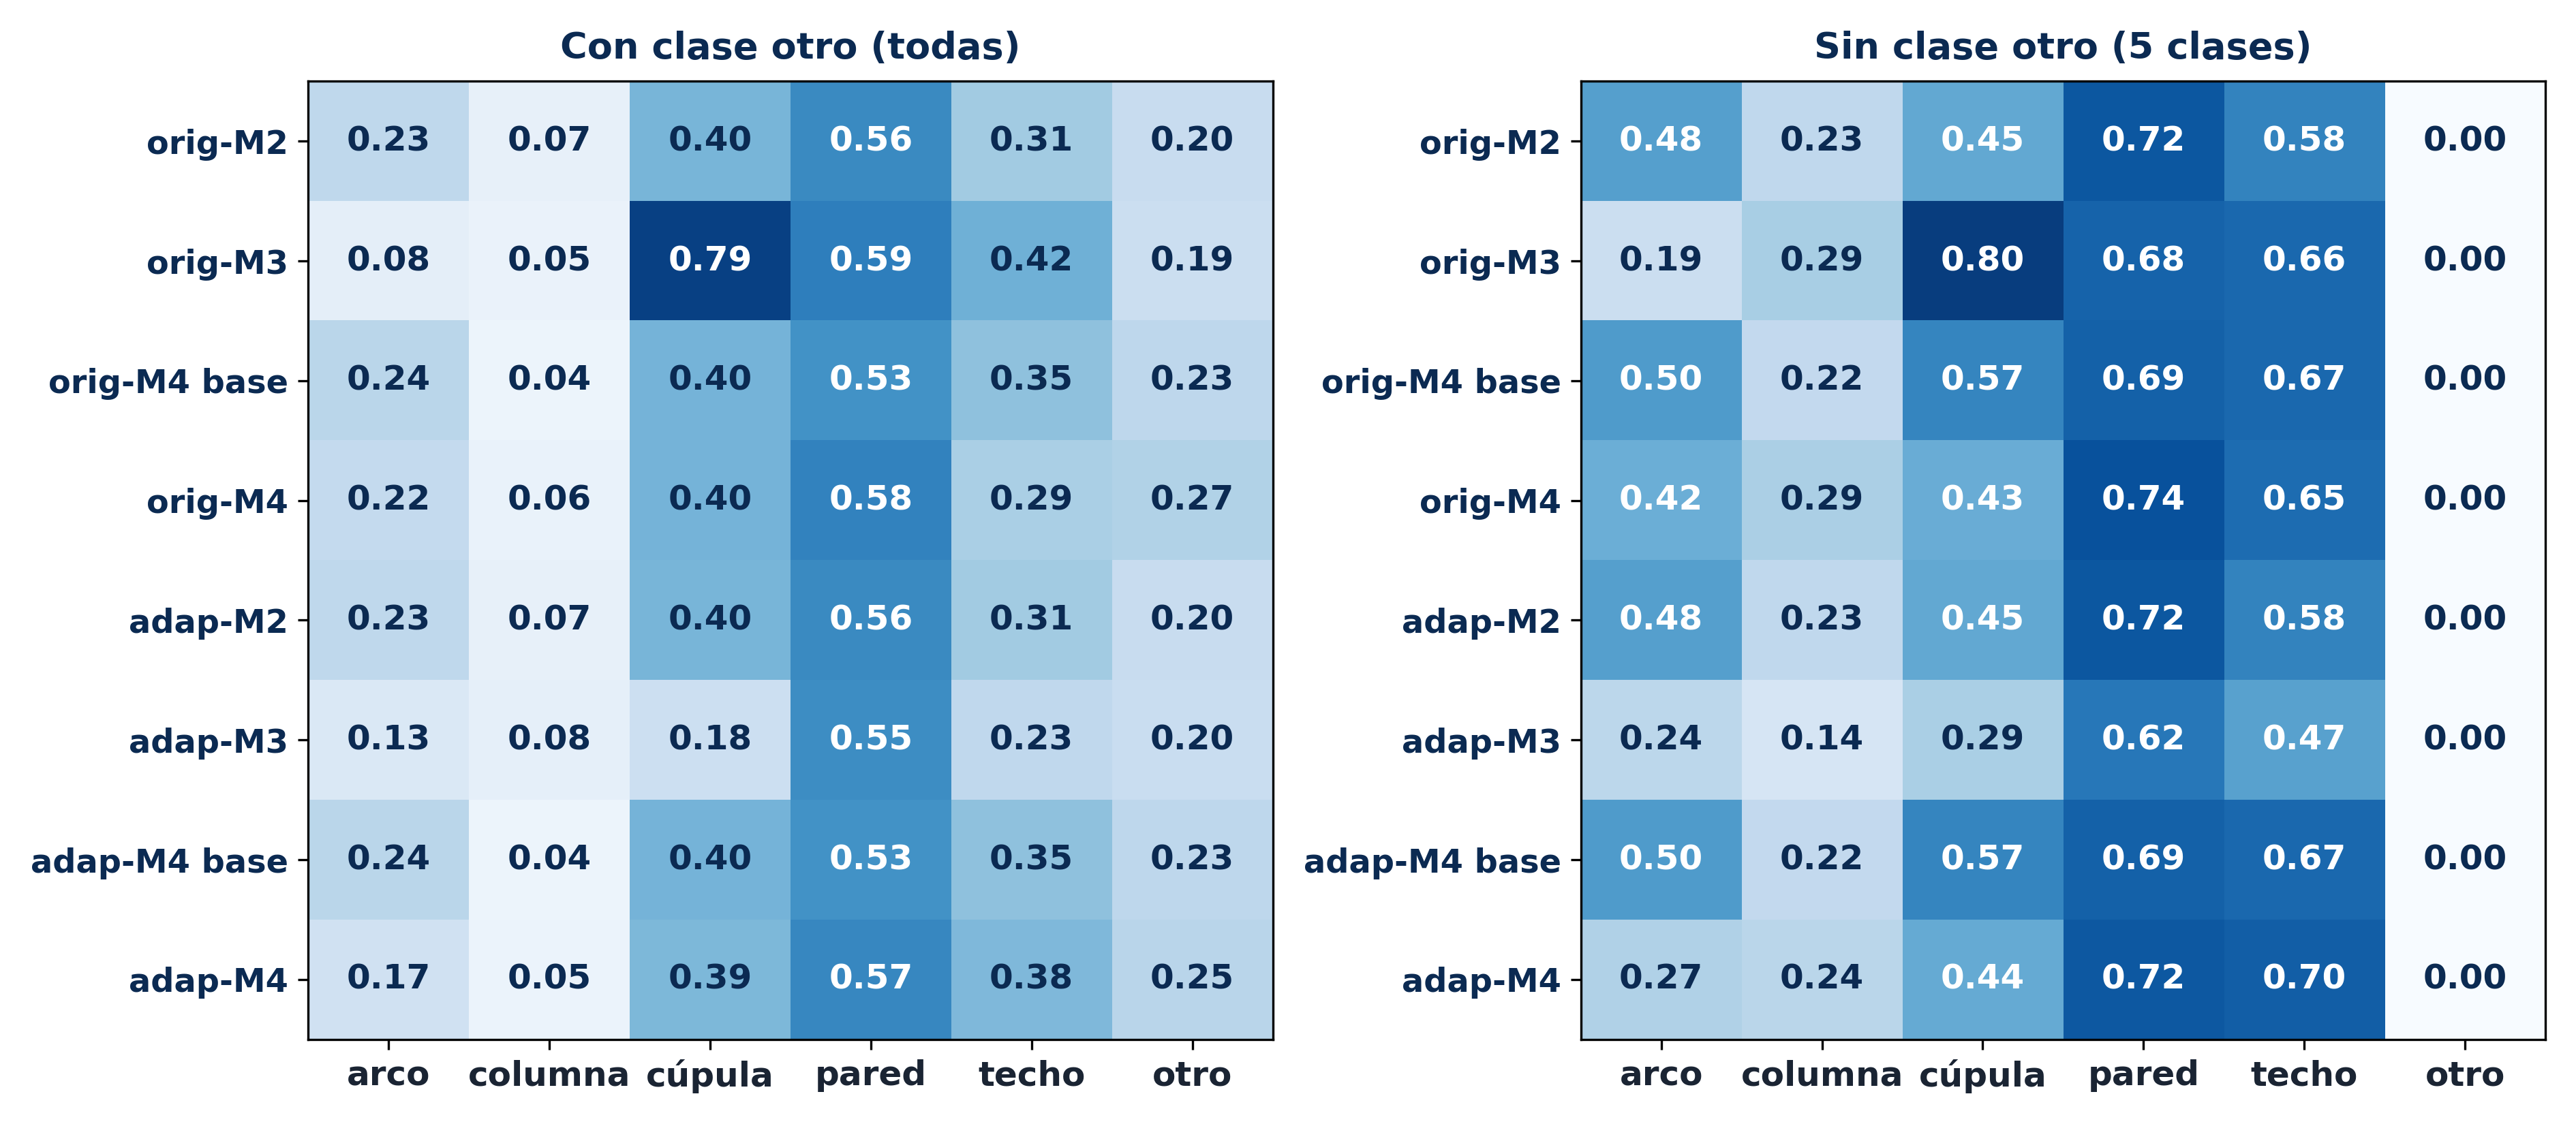 Con clase otro (todas)
orig-M2 0.23 0.07 0.40 0.56 0.31 0.20
orig-M3 0.08 0.05 0.79 0.59 0.42 0.19
orig-M4 base 0.24 0.04 0.40 0.53 0.35 0.23
orig-M4 0.22 0.06 0.40 0.58 0.29 0.27
adap-M2 0.23 0.07 0.40 0.56 0.31 0.20
adap-M3 0.13 0.08 0.18 0.55 0.23 0.20
adap-M4 base 0.24 0.04 0.40 0.53 0.35 0.23
adap-M4 0.17 0.05 0.39 0.57 0.38 0.25
arco columna cúpula pared techo otro
Sin clase otro (5 clases)
orig-M2 0.48 0.23 0.45 0.72 0.58 0.00
orig-M3 0.19 0.29 0.80 0.68 0.66 0.00
orig-M4 base 0.50 0.22 0.57 0.69 0.67 0.00
orig-M4 0.42 0.29 0.43 0.74 0.65 0.00
adap-M2 0.48 0.23 0.45 0.72 0.58 0.00
adap-M3 0.24 0.14 0.29 0.62 0.47 0.00
adap-M4 base 0.50 0.22 0.57 0.69 0.67 0.00
adap-M4 0.27 0.24 0.44 0.72 0.70 0.00
arco columna cúpula pared techo otro